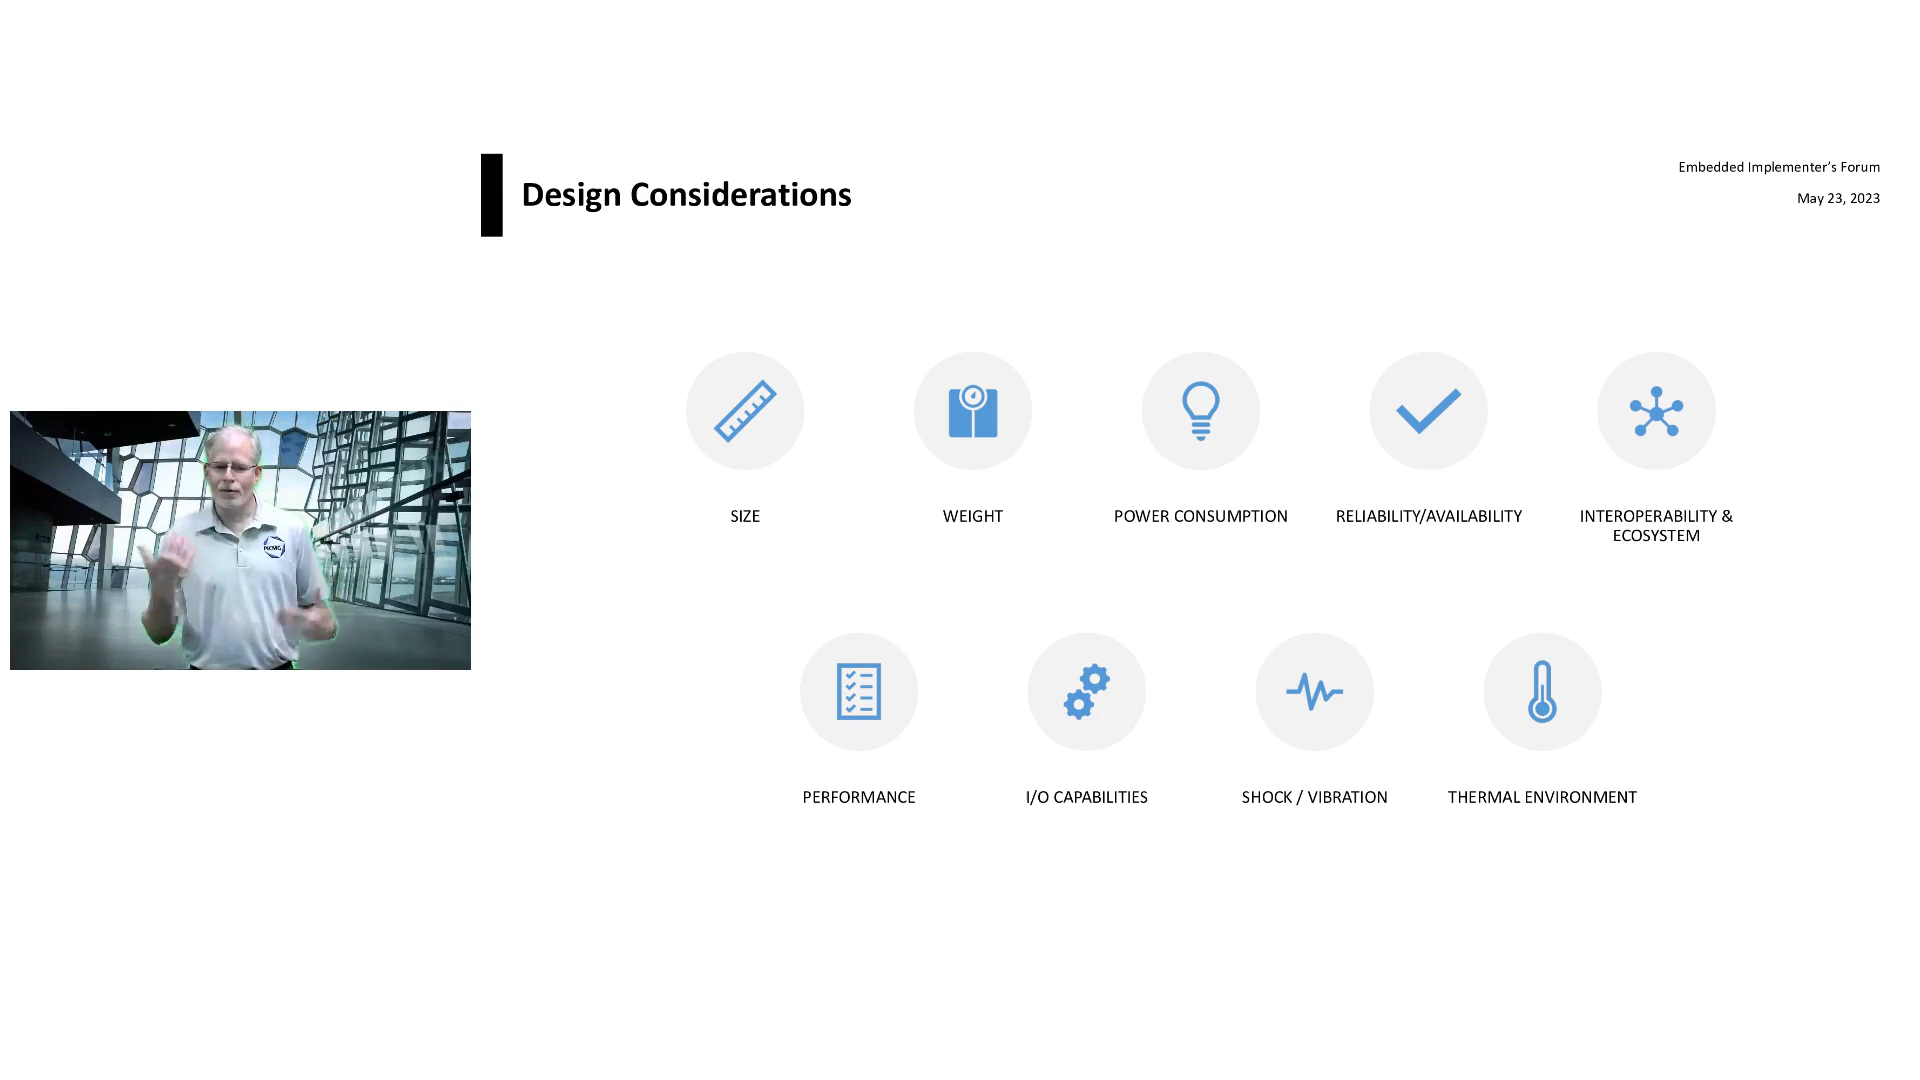 Design Considerations
Embedded Implementer's Forum
May 23, 2023
SIZE
WEIGHT
POWER CONSUMPTION
RELIABILITY/AVAILABILITY
INTEROPERABILITY &
ECOSYSTEM
PICMG
PERFORMANCE
I/O CAPABILITIES
SHOCK / VIBRATION
THERMAL ENVIRONMENT